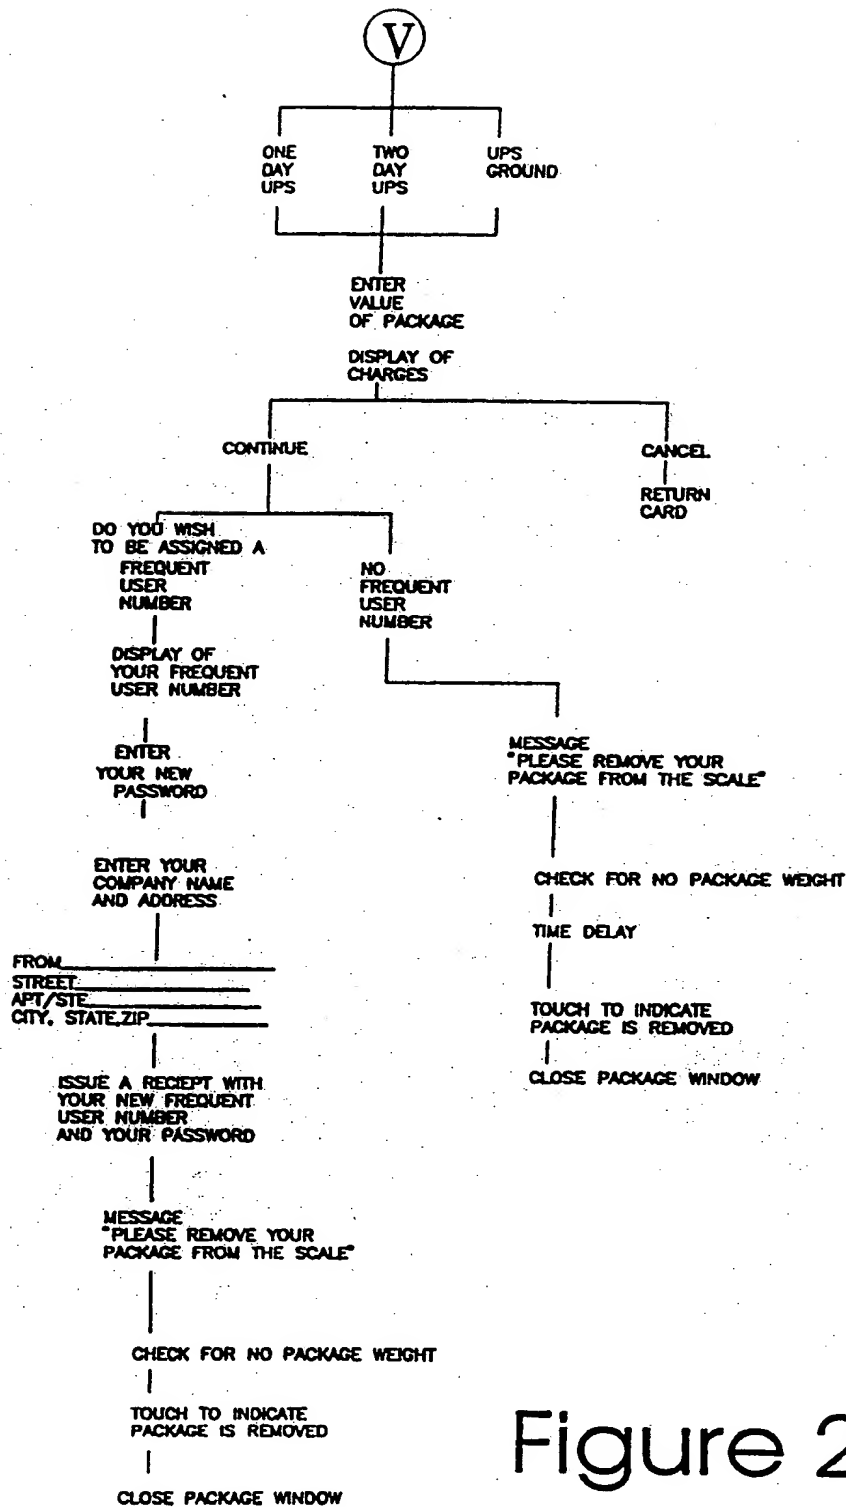 V
ONE
DAY
UPS
TWO
DAY
UPS
UPS
GROUND
ENTER
VALUE
OF PACKAGE
DISPLAY OF
CHARGES
CONTINUE
CANCEL
RETURN
CARD
DO YOU WISH
TO BE ASSIGNED A
FREQUENT
USER
NUMBER
NO
FREQUENT
USER
NUMBER
DISPLAY OF
YOUR FREQUENT
USER NUMBER
ENTER
YOUR NEW
PASSWORD
ENTER YOUR
COMPANY NAME
AND ADDRESS
FROM
STREET
APT/STE
CITY, STATE,ZIP
ISSUE A RECIEPT WITH
YOUR NEW FREQUENT
USER NUMBER
AND YOUR PASSWORD
MESSAGE
"PLEASE REMOVE YOUR
PACKAGE FROM THE SCALE"
CHECK FOR NO PACKAGE WEIGHT
TOUCH TO INDICATE
PACKAGE IS REMOVED
CLOSE PACKAGE WINDOW
MESSAGE
"PLEASE REMOVE YOUR
PACKAGE FROM THE SCALE"
CHECK FOR NO PACKAGE WEIGHT
TIME DELAY
TOUCH TO INDICATE
PACKAGE IS REMOVED
CLOSE PACKAGE WINDOW
Figure 2